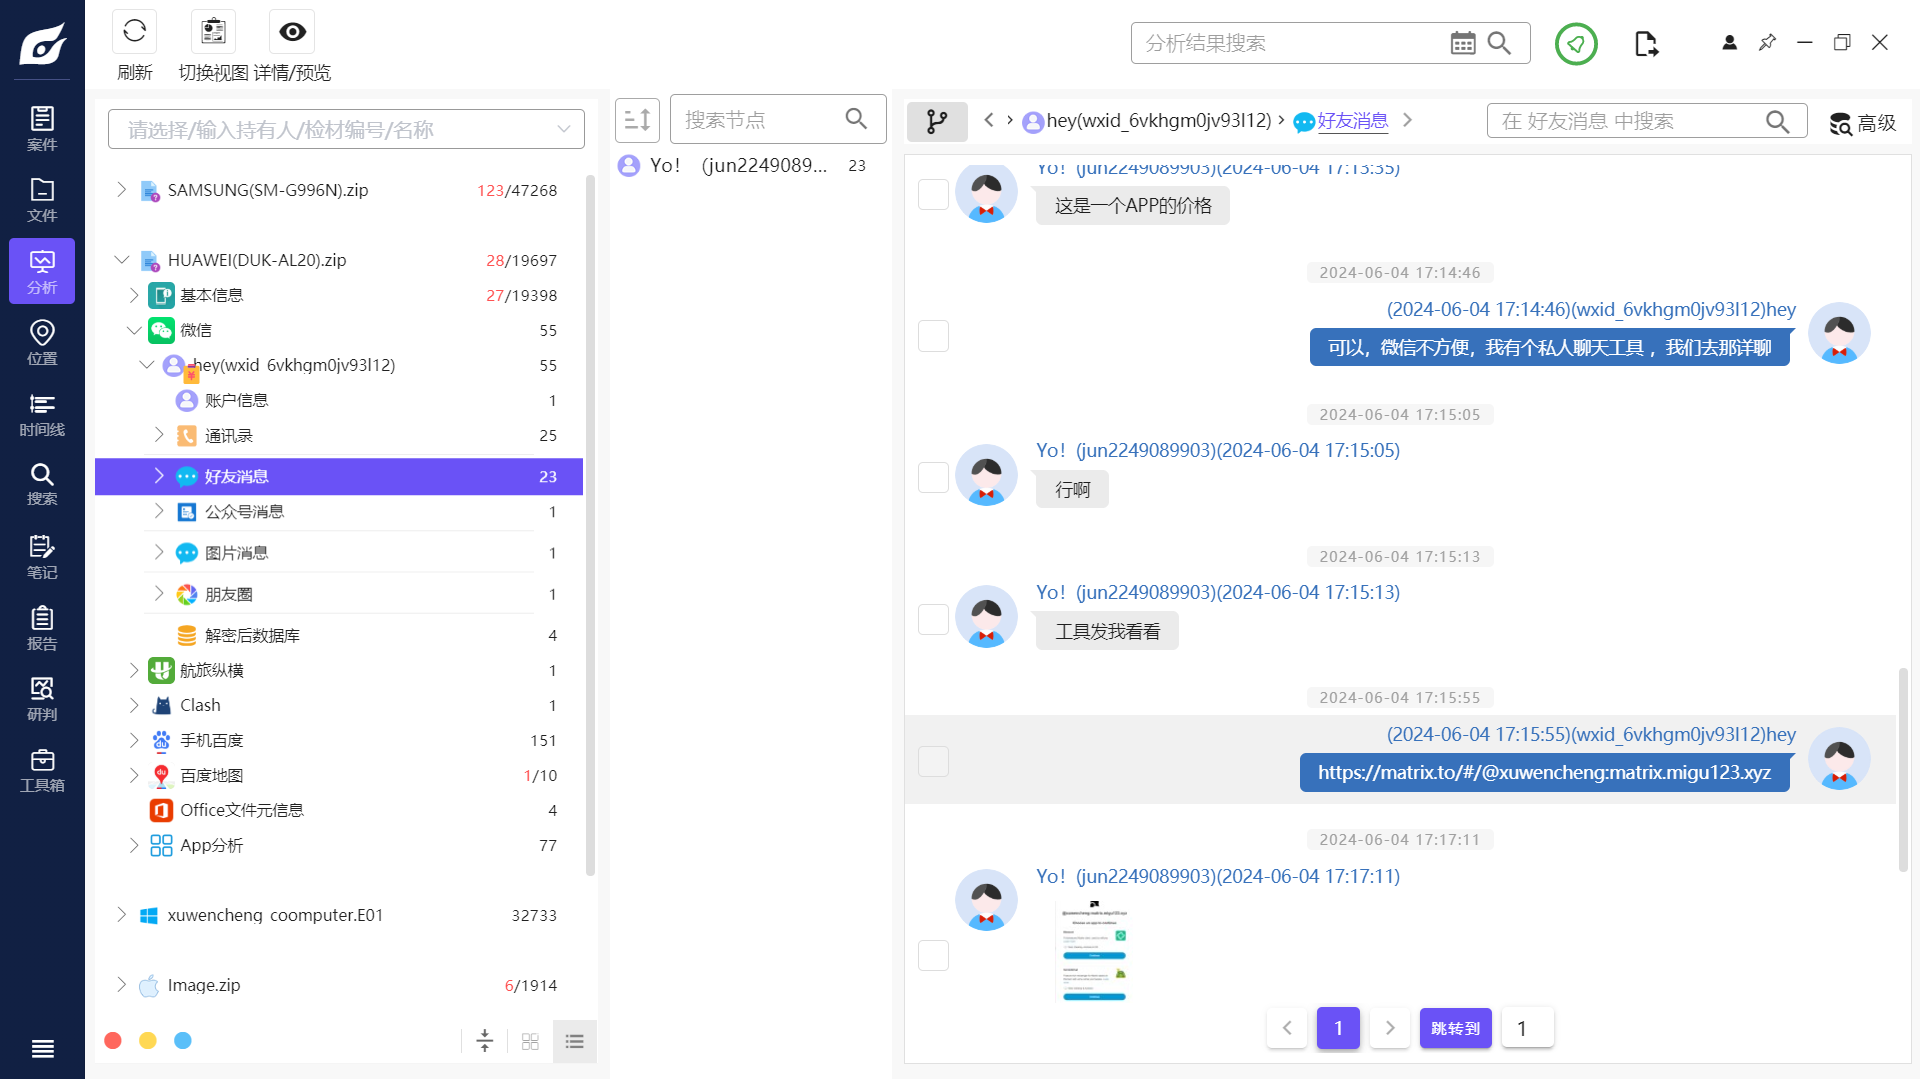 刷新
切换视图
详情/预览
分析结果搜索
案件
文件
分析
位置
时间线
搜索
笔记
报告
研判
工具箱
请选择/输入持有人/检材编号/名称
SAMSUNG(SM-G996N).zip 123/47268
HUAWEI(DUK-AL20).zip 28/19697
基本信息 27/19398
微信 55
hey(wxid_6vkhgm0jv93l12) 55
账户信息 1
通讯录 25
好友消息 23
公众号消息 1
图片消息 1
朋友圈 1
解密后数据库 4
航旅纵横 1
Clash 1
手机百度 151
百度地图 1/10
Office文件元信息 4
App分析 77
xuwencheng_coomputer.E01 32733
Image.zip 6/1914
搜索节点
Yo! (jun2249089... 23
hey(wxid_6vkhgm0jv93l12) 好友消息
在 好友消息 中搜索
高级
Yo! (jun2249089903)(2024-06-04 17:13:35)
这是一个APP的价格
2024-06-04 17:14:46
(2024-06-04 17:14:46)(wxid_6vkhgm0jv93l12)hey
可以，微信不方便，我有个私人聊天工具 ，我们去那详聊
2024-06-04 17:15:05
Yo! (jun2249089903)(2024-06-04 17:15:05)
行啊
2024-06-04 17:15:13
Yo! (jun2249089903)(2024-06-04 17:15:13)
工具发我看看
2024-06-04 17:15:55
(2024-06-04 17:15:55)(wxid_6vkhgm0jv93l12)hey
https://matrix.to/#/@xuwencheng:matrix.migu123.xyz
2024-06-04 17:17:11
Yo! (jun2249089903)(2024-06-04 17:17:11)
1
跳转到
1